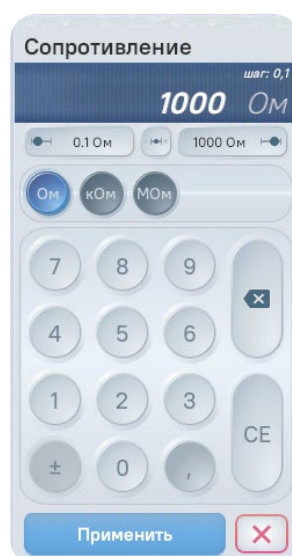 Сопротивление
шаг: 0,1
1000 Ом
0.1 Ом 1000 Ом
Ом кОм МОм
7 8 9
4 5 6
1 2 3
CE
± 0 ,
Применить